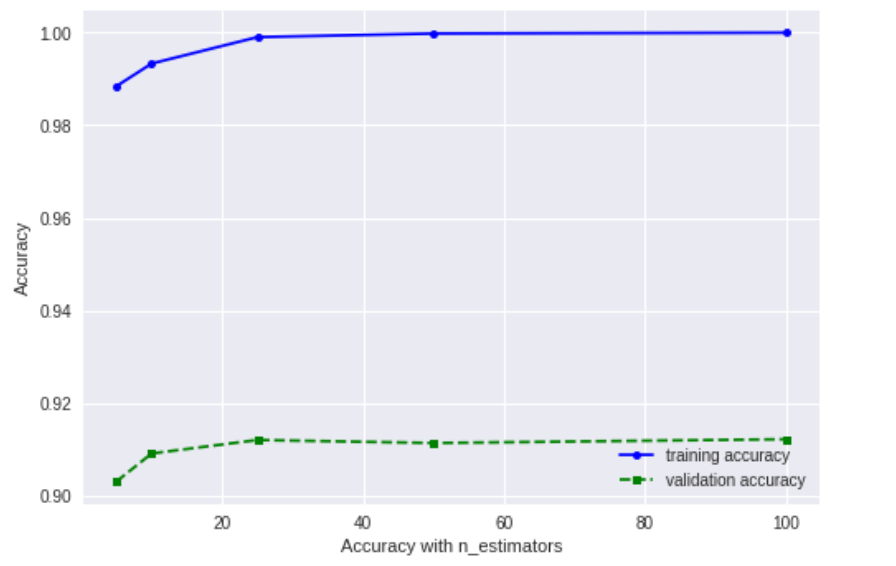 1.00
0.98
0.96
0.94
0.92
0.90
Accuracy
training accuracy
validation accuracy
20 40 60 80 100
Accuracy with n_estimators